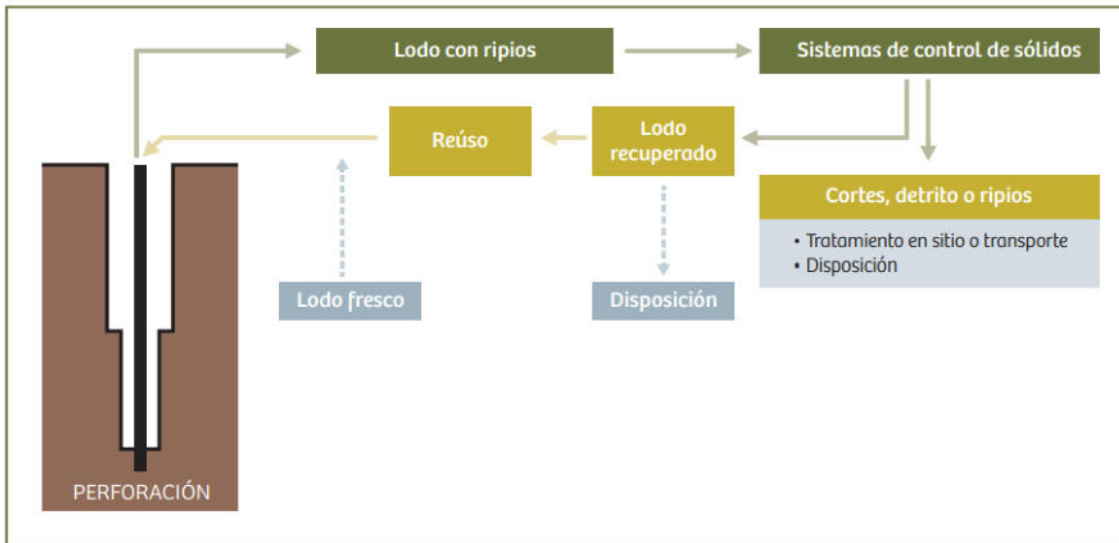 Lodo con ripios
Sistemas de control de sólidos
Reúso
Lodo
recuperado
Cortes, detrito o ripios
• Tratamiento en sitio o transporte
• Disposición
Lodo fresco
Disposición
PERFORACIÓN